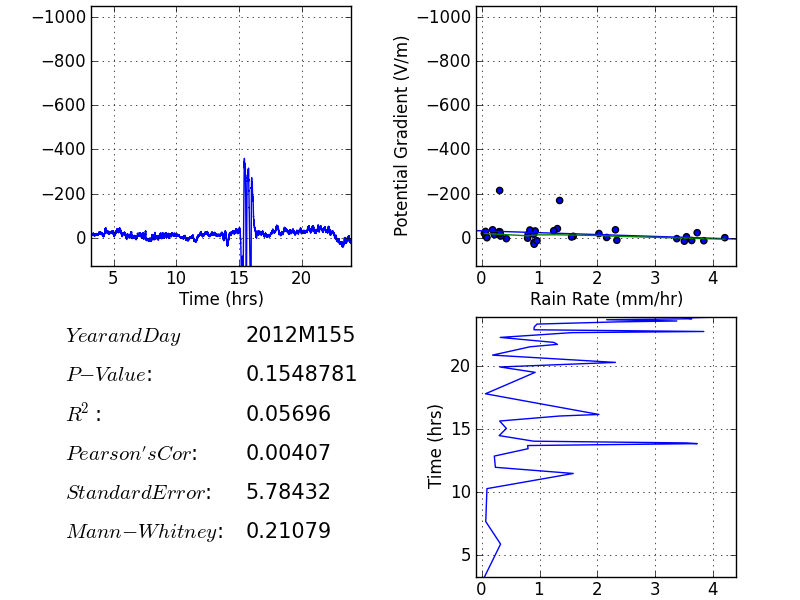 −1000
−800
−600
−400
−200
0
5 10 15 20
Time (hrs)
Potential Gradient (V/m)
−1000
−800
−600
−400
−200
0
0 1 2 3 4
Rain Rate (mm/hr)
YearandDay 2012M155
P−Value: 0.1548781
R²: 0.05696
Pearson'sCor: 0.00407
StandardError: 5.78432
Mann−Whitney: 0.21079
Time (hrs)
20
15
10
5
0 1 2 3 4